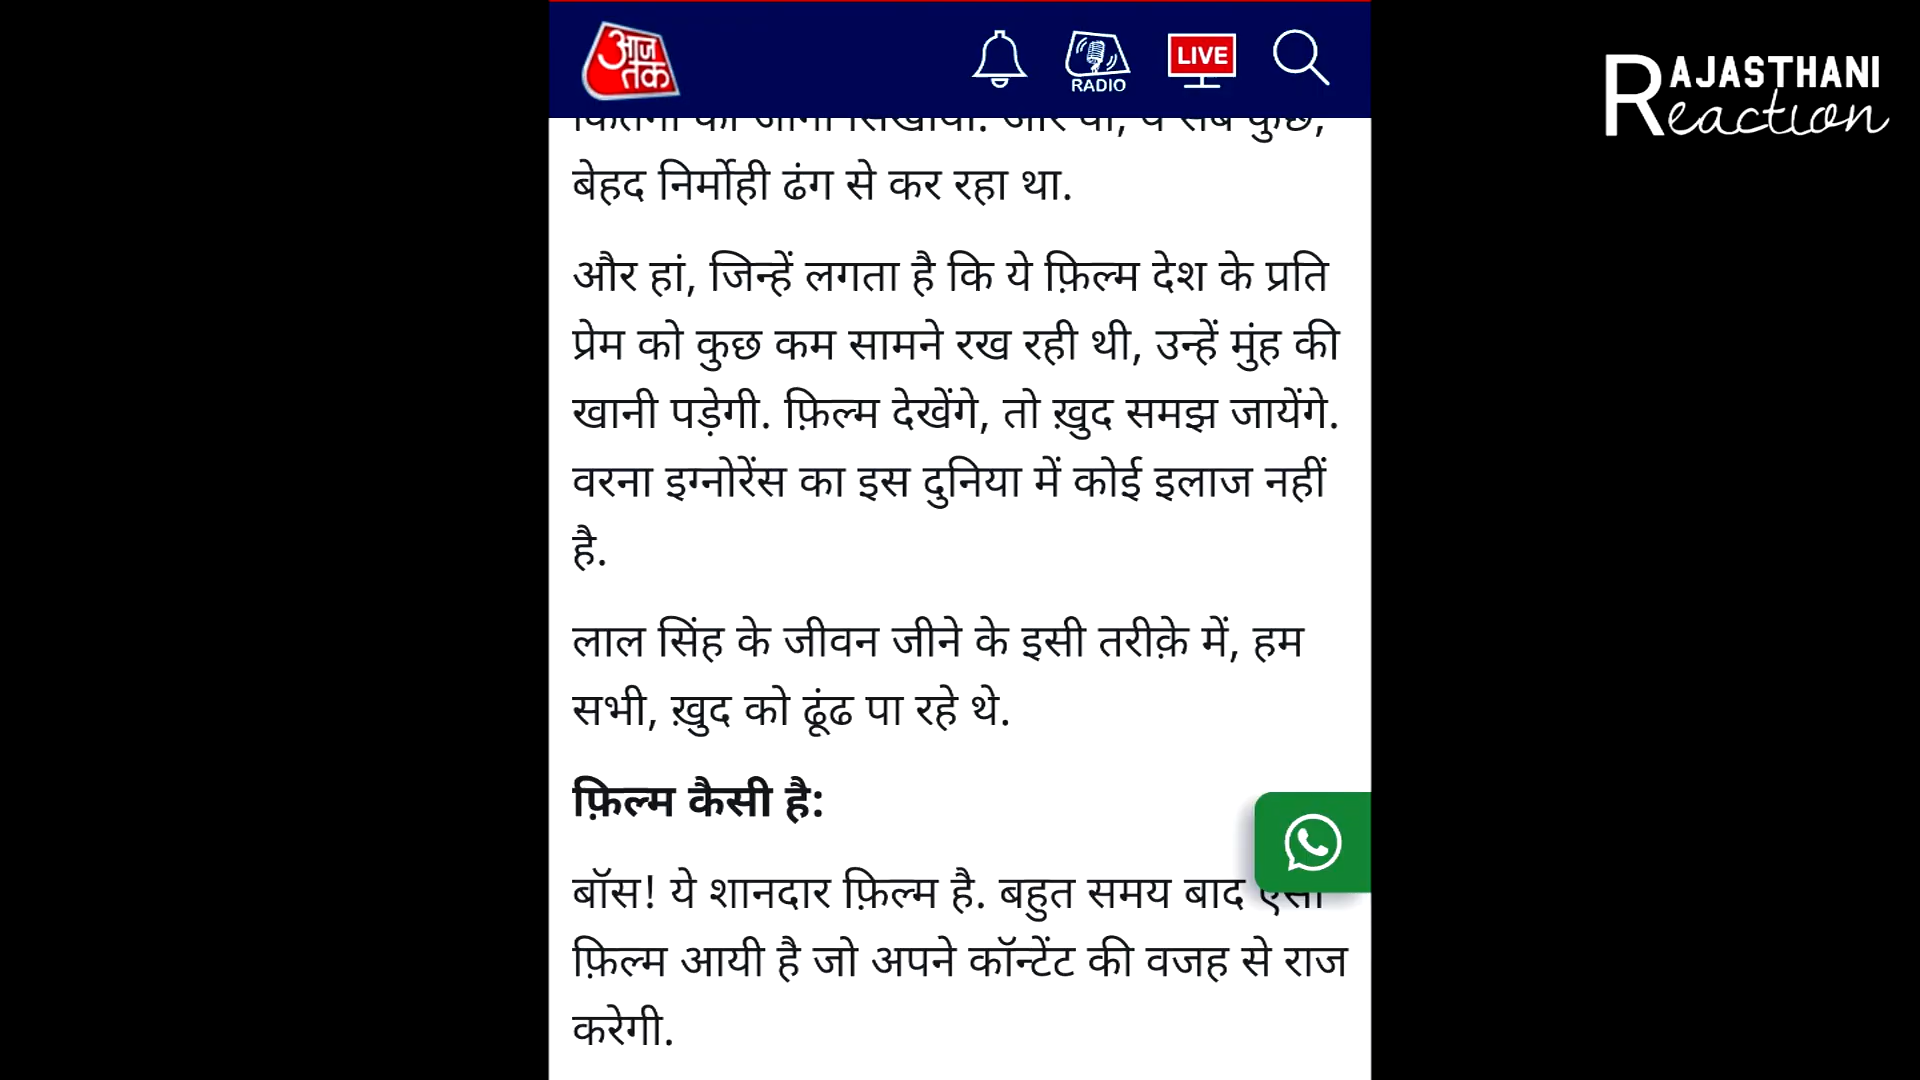 आज
तक
RADIO
LIVE
RAJASTHANI
Reaction
बेहद निर्मोही ढंग से कर रहा था.
और हां, जिन्हें लगता है कि ये फ़िल्म देश के प्रति
प्रेम को कुछ कम सामने रख रही थी, उन्हें मुंह की
खानी पड़ेगी. फ़िल्म देखेंगे, तो ख़ुद समझ जायेंगे.
वरना इग्नोरेंस का इस दुनिया में कोई इलाज नहीं
है.
लाल सिंह के जीवन जीने के इसी तरीक़े में, हम
सभी, ख़ुद को ढूंढ पा रहे थे.
फ़िल्म कैसी है:
बॉस! ये शानदार फ़िल्म है. बहुत समय बाद
फ़िल्म आयी है जो अपने कॉन्टेंट की वजह से राज
करेगी.